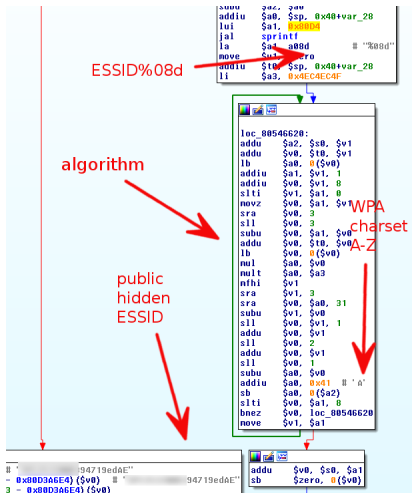 subu $a2, $a0
addiu $a0, $sp, 0x40+var_28
lui $a1, 0x80D4
jal sprintf
la $a1, a08d # "%08d"
move $v1, $zero
addiu $t0, $sp, 0x40+var_28
li $a3, 0x4EC4EC4F
ESSID%08d
loc_80546620:
addu $a2, $s0, $v1
addu $v0, $t0, $v1
lb $a0, 0($v0)
addiu $a1, $v1, 1
addiu $v0, $v1, 8
slti $v1, $a1, 0
movz $v0, $a1, $v1
sra $v0, 3
sll $v0, 3
subu $v0, $a1, $v0
addu $v0, $t0, $v0
lb $v0, 0($v0)
mul $a0, $v0
mult $a0, $a3
mfhi $v1
sra $v1, 3
sra $v0, $a0, 31
subu $v1, $v0
sll $v0, $v1, 1
addu $v0, $v1
sll $v0, 2
addu $v0, $v1
sll $v0, 1
subu $a0, $v0
addiu $a0, 0x41 # 'A'
sb $a0, 0($a2)
slti $v0, $a1, 8
bnez $v0, loc_80546620
move $v1, $a1
algorithm
WPA
charset
A-Z
public
hidden
ESSID
# "94719edAE"
- 0x80D3A6E4)($v0) # "94719edAE"
3 - 0x80D3A6E4)($v0)
addu $v0, $s0, $a1
sb $zero, 0($v0)